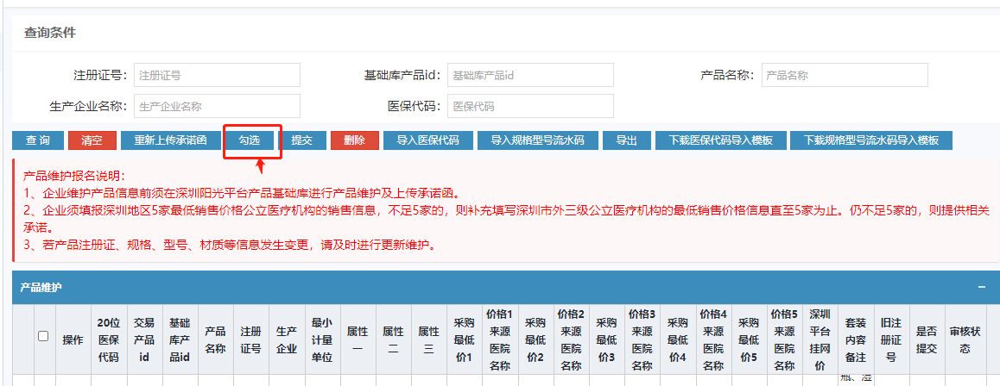 查询条件
注册证号： 注册证号 基础库产品id： 基础库产品id 产品名称： 产品名称
生产企业名称： 生产企业名称 医保代码： 医保代码
查 询 清空 重新上传承诺函 勾选 提交 删除 导入医保代码 导入规格型号流水码 导出 下载医保代码导入模板 下载规格型号流水码导入模板
产品维护报名说明：
1、企业维护产品信息前须在深圳阳光平台产品基础库进行产品维护及上传承诺函。
2、企业须填报深圳地区5家最低销售价格公立医疗机构的销售信息，不足5家的，则补充填写深圳市外三级公立医疗机构的最低销售价格信息直至5家为止。仍不足5家的，则提供相关
承诺。
3、若产品注册证、规格、型号、材质等信息发生变更，请及时进行更新维护。
产品维护
操作 20位医保代码 交易产品id 基础库产品id 产品名称 注册证号 生产企业 最小计量单位 属性一 属性二 属性三 采购最低价1 价格1来源医院名称 采购最低价2 价格2来源医院名称 采购最低价3 价格3来源医院名称 采购最低价4 价格4来源医院名称 采购最低价5 价格5来源医院名称 深圳平台挂网价 套装内容备注 旧注册证号 是否提交 审核状态